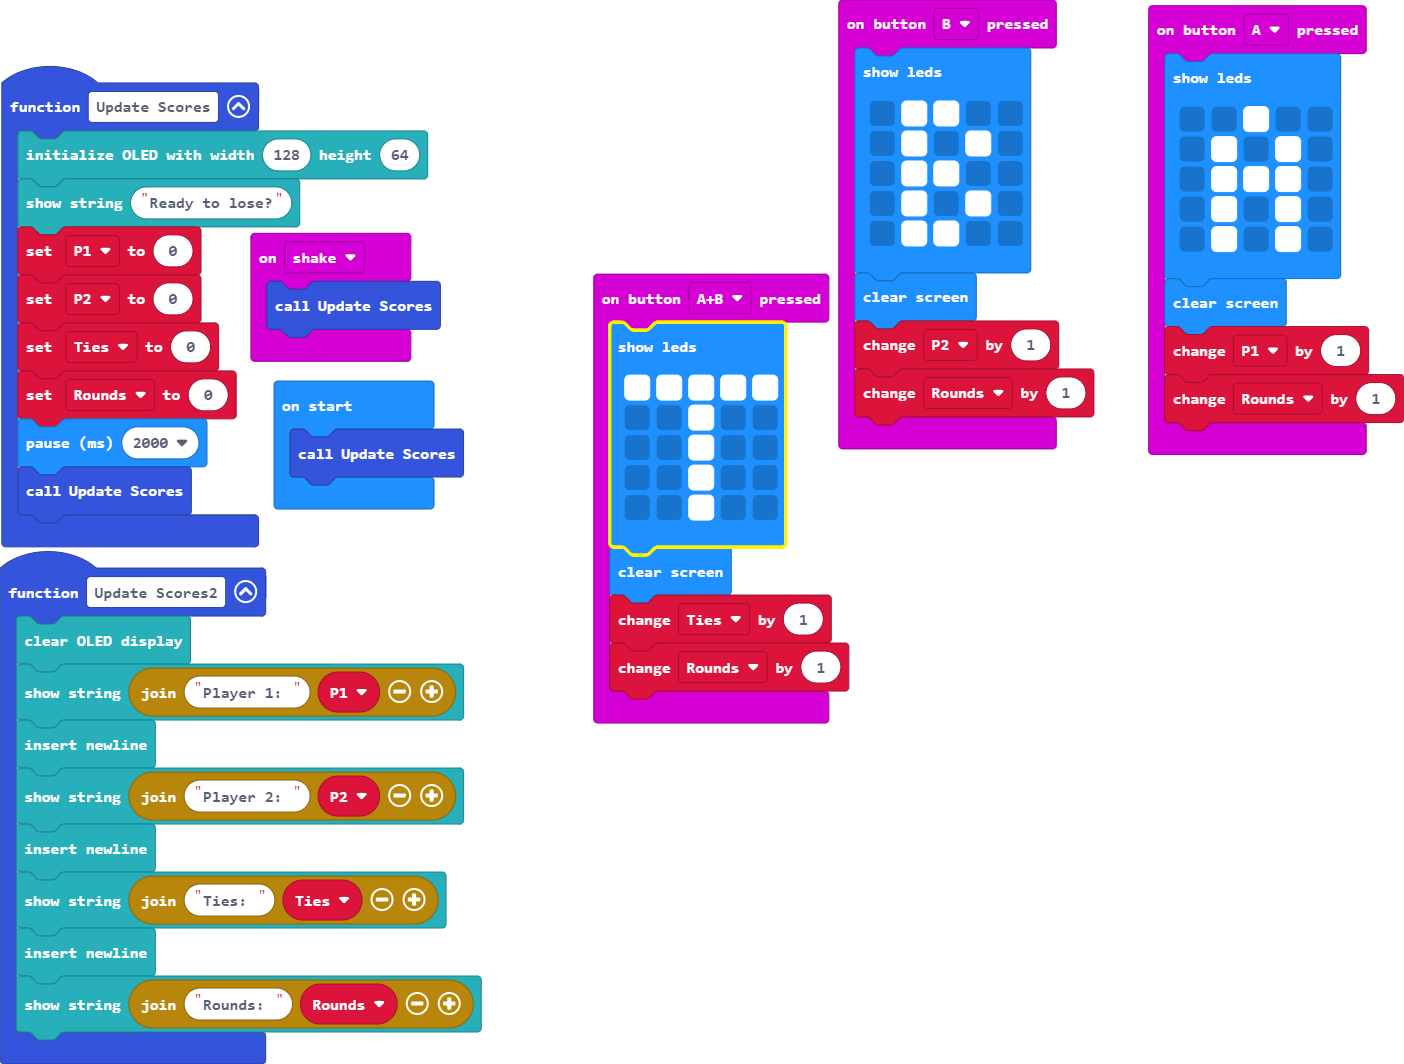 function Update Scores
initialize OLED with width 128 height 64
show string "Ready to lose?"
set P1 to 0
set P2 to 0
set Ties to 0
set Rounds to 0
pause (ms) 2000
call Update Scores
function Update Scores2
clear OLED display
show string join "Player 1: " P1
insert newline
show string join "Player 2: " P2
insert newline
show string join "Ties: " Ties
insert newline
show string join "Rounds: " Rounds
on shake
call Update Scores
on start
call Update Scores
on button A+B pressed
show leds
clear screen
change Ties by 1
change Rounds by 1
on button B pressed
show leds
clear screen
change P2 by 1
change Rounds by 1
on button A pressed
show leds
clear screen
change P1 by 1
change Rounds by 1